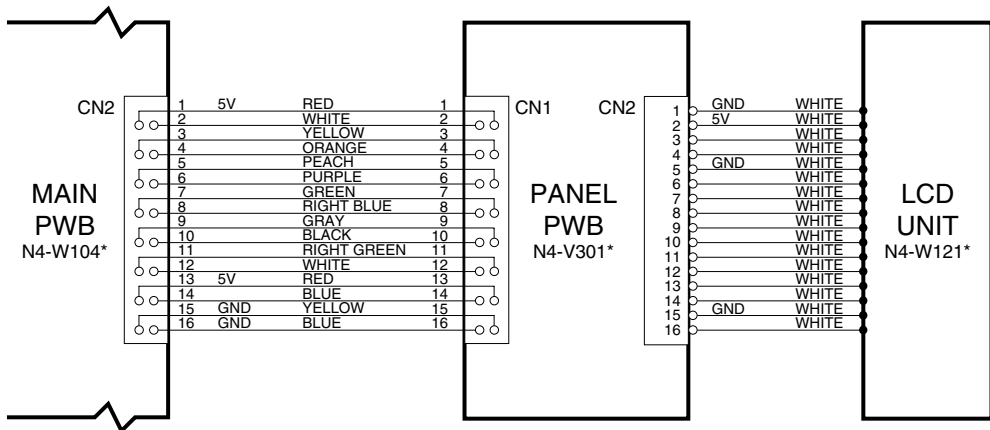 CN2 CN1 CN2
1 5V RED 1
2 WHITE 2
3 YELLOW 3
4 ORANGE 4
5 PEACH 5
6 PURPLE 6
7 GREEN 7
8 RIGHT BLUE 8
9 GRAY 9
10 BLACK 10
11 RIGHT GREEN 11
12 WHITE 12
13 5V RED 13
14 BLUE 14
15 GND YELLOW 15
16 GND BLUE 16
1 GND WHITE
2 5V WHITE
3 WHITE
4 WHITE
5 GND WHITE
6 WHITE
7 WHITE
8 WHITE
9 WHITE
10 WHITE
11 WHITE
12 WHITE
13 WHITE
14 WHITE
15 GND WHITE
16 WHITE
MAIN
PWB
N4-W104*
PANEL
PWB
N4-V301*
LCD
UNIT
N4-W121*